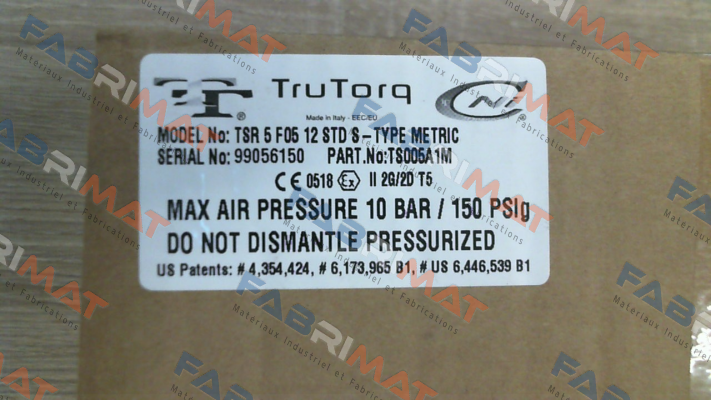 TruTorq
CNi
Made in Italy - EEC/EU
MODEL No: TSR 5 F05 12 STD S-TYPE METRIC
SERIAL No: 99056150 PART.No:TS005A1M
CE 0518 Ex II 2G/2D T5
MAX AIR PRESSURE 10 BAR / 150 PSIg
DO NOT DISMANTLE PRESSURIZED
US Patents: # 4,354,424, # 6,173,965 B1, # US 6,446,539 B1
FABRIMAT
Materiaux Industriel et Fabrications